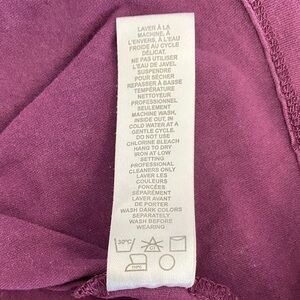 LAVER À LA
MACHINE, À
L'ENVERS, À L'EAU
FROIDE AU CYCLE
DÉLICAT.
NE PAS UTILISER
L'EAU DE JAVEL
SUSPENDRE
POUR SÉCHER
REPASSER À BASSE
TEMPÉRATURE
NETTOYEUR
PROFESSIONNEL
SEULEMENT
MACHINE WASH,
INSIDE OUT, IN
COLD WATER AT A
GENTLE CYCLE.
DO NOT USE
CHLORINE BLEACH
HANG TO DRY
IRON AT LOW
SETTING
PROFESSIONAL
CLEANERS ONLY
LAVER LES
COULEURS
FONCÉES
SÉPARÉMENT
LAVER AVANT
DE PORTER
WASH DARK COLORS
SEPARATELY
WASH BEFORE
WEARING
30°C